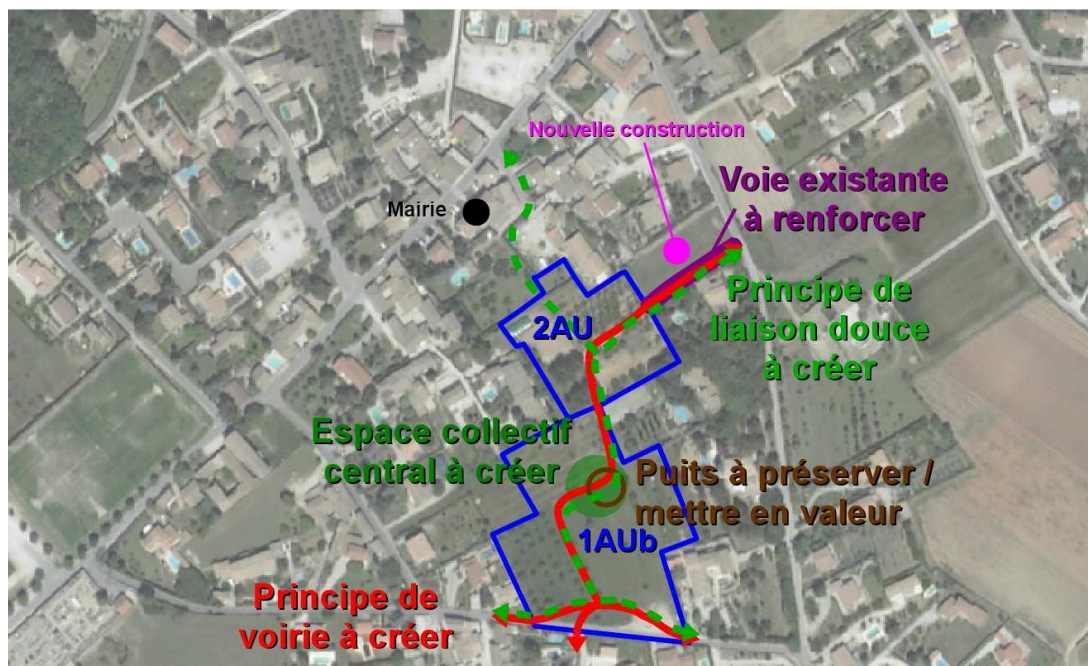 Nouvelle construction
Voie existante
à renforcer
Mairie
Principe de
liaison douce
à créer
2AU
Espace collectif
central à créer
Puits à préserver /
mettre en valeur
1AUb
Principe de
voirie à créer